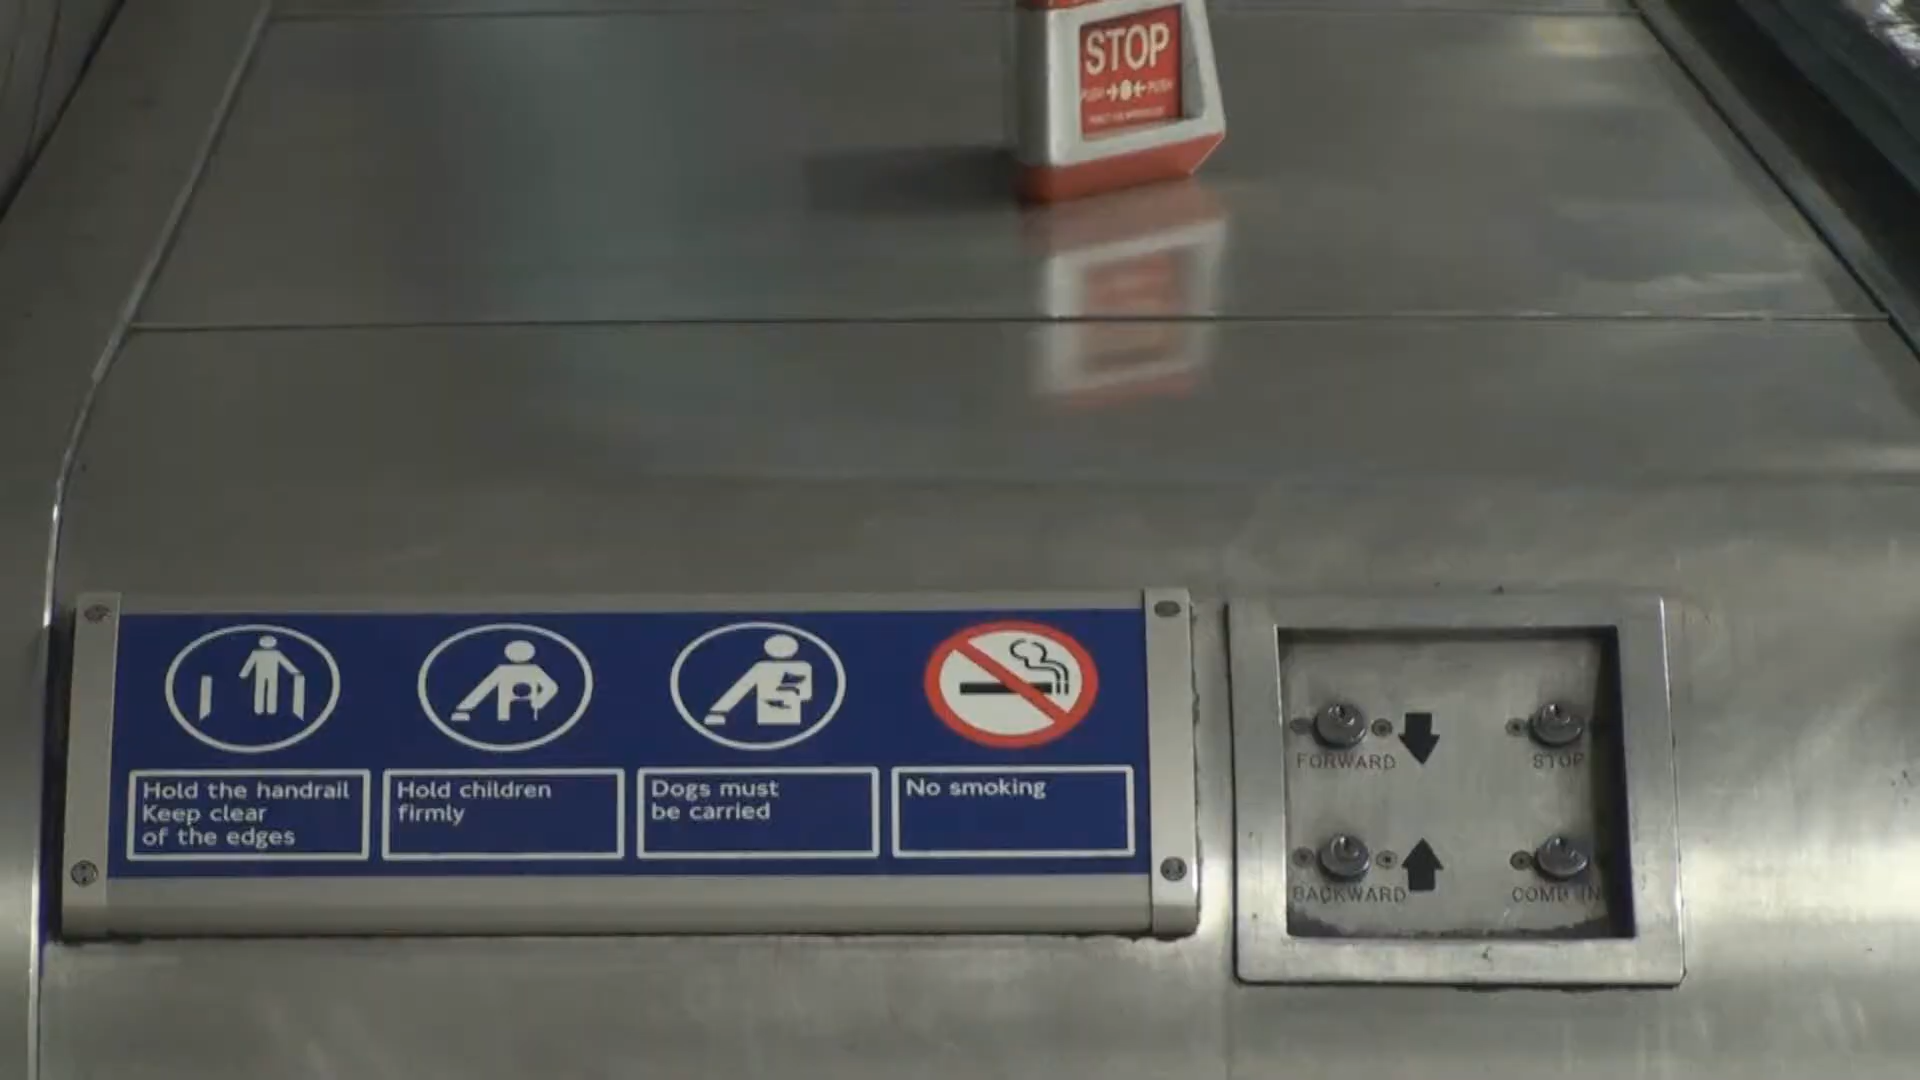 STOP
PUSH PUSH
Hold the handrail
Keep clear
of the edges
Hold children
firmly
Dogs must
be carried
No smoking
FORWARD
STOP
BACKWARD